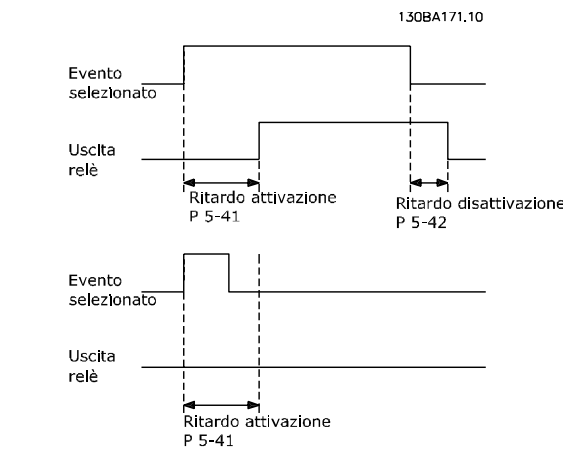 130BA171.10
Evento
selezionato
Uscita
relè
Ritardo attivazione
P 5-41
Ritardo disattivazione
P 5-42
Evento
selezionato
Uscita
relè
Ritardo attivazione
P 5-41